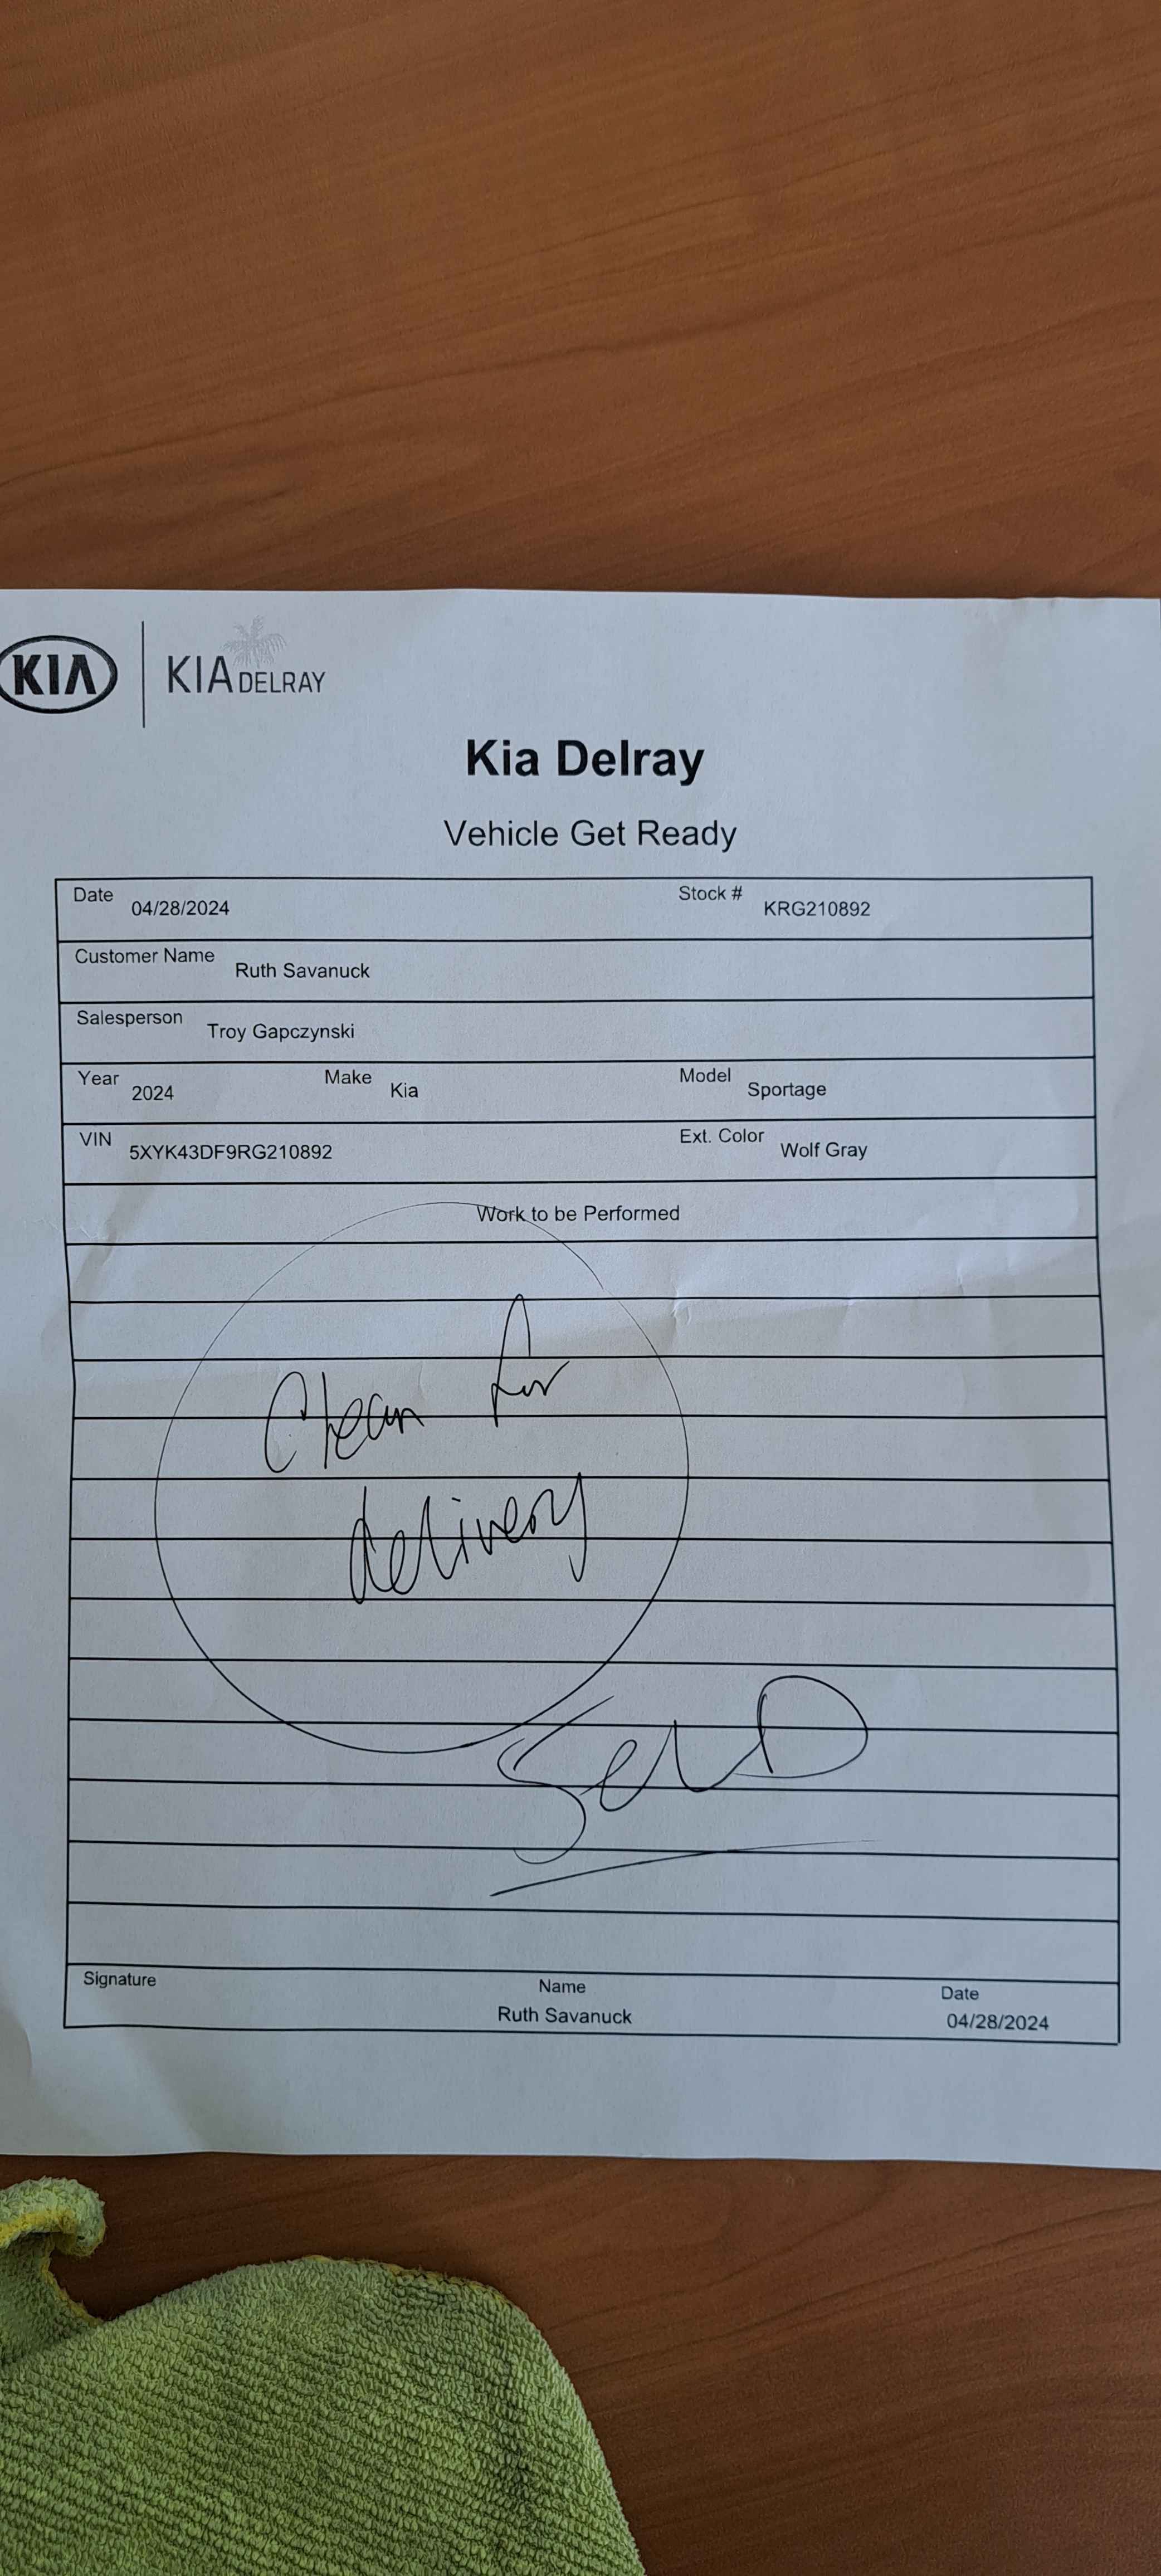 KIA KIA DELRAY
Kia Delray
Vehicle Get Ready
Date 04/28/2024 Stock # KRG210892
Customer Name Ruth Savanuck
Salesperson Troy Gapczynski
Year 2024 Make Kia Model Sportage
VIN 5XYK43DF9RG210892 Ext. Color Wolf Gray
Work to be Performed
Clean for
delivery
Signature Name Date
Ruth Savanuck 04/28/2024